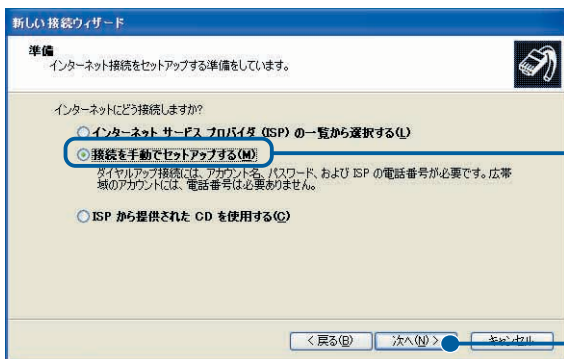 新しい接続ウィザード
準備
インターネット接続をセットアップする準備をしています。
インターネットにどう接続しますか?
インターネット サービス プロバイダ (ISP) の一覧から選択する(L)
接続を手動でセットアップする(M)
ダイヤルアップ接続には、アカウント名、パスワード、および ISP の電話番号が必要です。広帯
域のアカウントには、電話番号は必要ありません。
ISP から提供された CD を使用する(C)
< 戻る(B) 次へ(N) > キャンセル